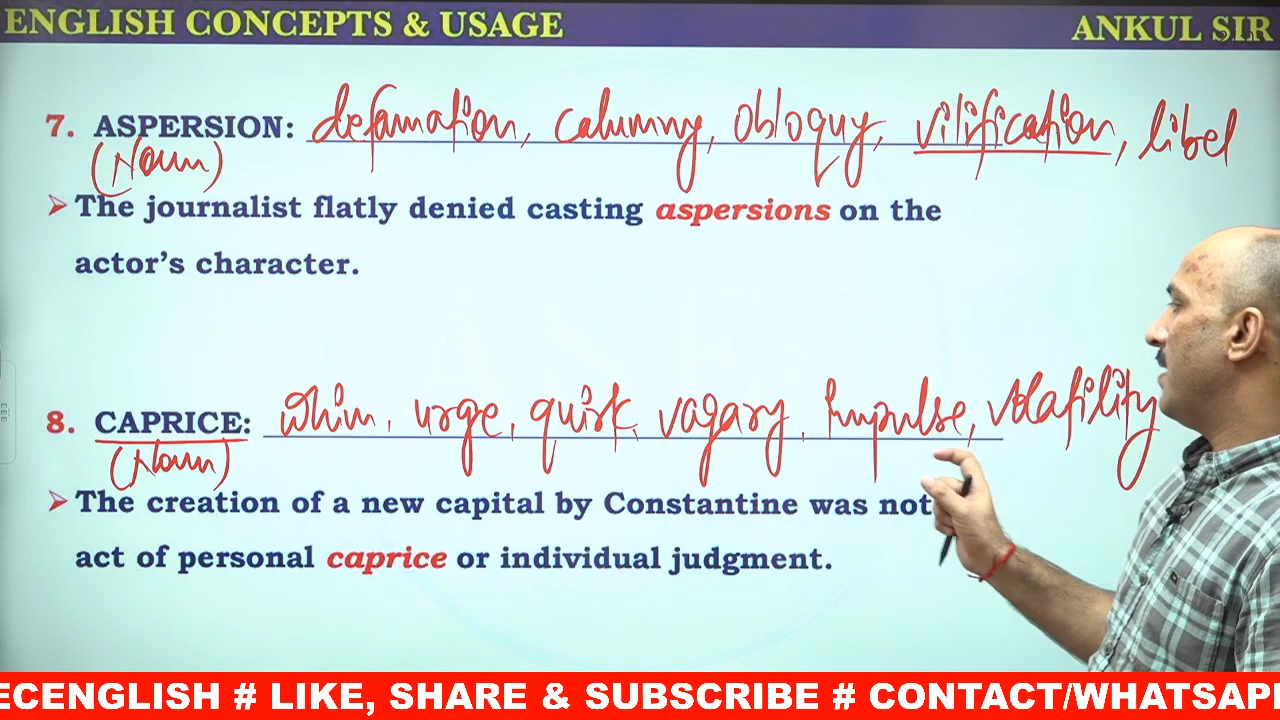 ENGLISH CONCEPTS & USAGE ANKUL SIR
7. ASPERSION: defamation, calumny, obloquy, vilification, libel
(Noun)
➢ The journalist flatly denied casting aspersions on the
actor's character.
8. CAPRICE: whim, urge, quirk, vagary, impulse, volatility
(Noun)
➢ The creation of a new capital by Constantine was not
act of personal caprice or individual judgment.
ECENGLISH # LIKE, SHARE & SUBSCRIBE # CONTACT/WHATSAPP